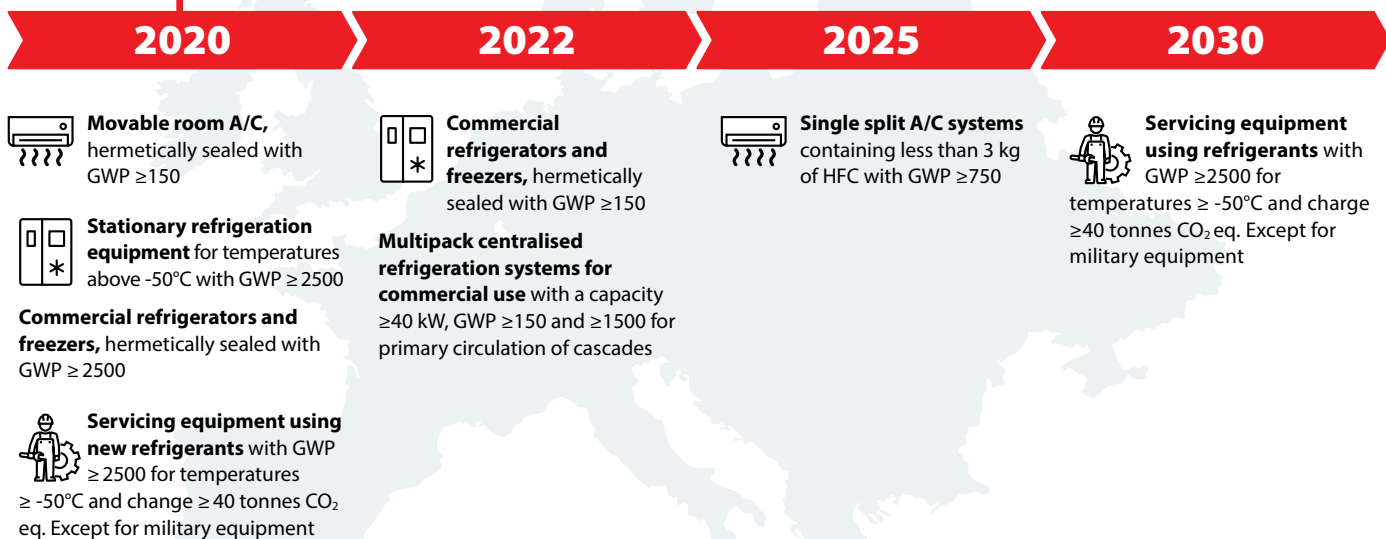 2020
Movable room A/C,
hermetically sealed with
GWP ≥150
Stationary refrigeration
equipment for temperatures
above -50°C with GWP ≥ 2500
Commercial refrigerators and
freezers, hermetically sealed with
GWP ≥ 2500
Servicing equipment using
new refrigerants with GWP
≥ 2500 for temperatures
≥ -50°C and change ≥ 40 tonnes CO₂
eq. Except for military equipment
2022
Commercial
refrigerators and
freezers, hermetically
sealed with GWP ≥150
Multipack centralised
refrigeration systems for
commercial use with a capacity
≥40 kW, GWP ≥150 and ≥1500 for
primary circulation of cascades
2025
Single split A/C systems
containing less than 3 kg
of HFC with GWP ≥750
2030
Servicing equipment
using refrigerants with
GWP ≥2500 for
temperatures ≥ -50°C and charge
≥40 tonnes CO₂ eq. Except for
military equipment